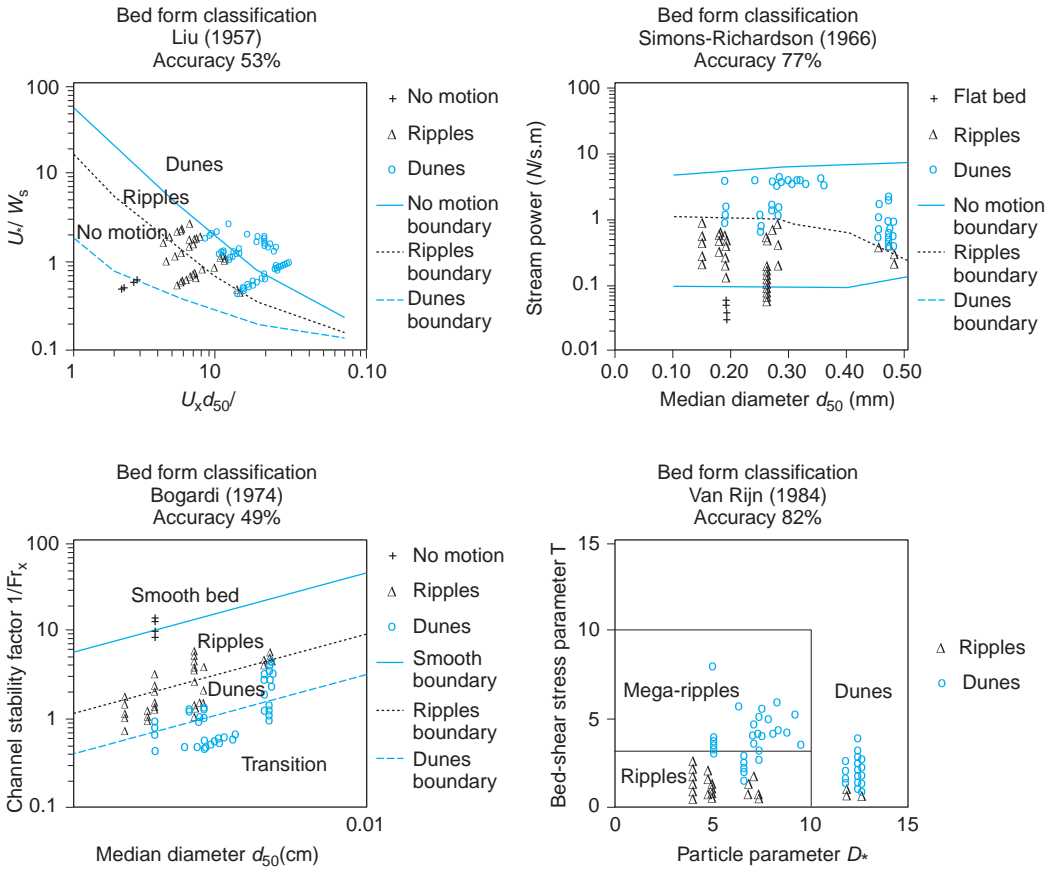 Bed form classification
Liu (1957)
Accuracy 53%
100
10
1
0.1
U*/ Ws
Dunes
Ripples
No motion
1
10
0.10
Uxd50/
No motion
Ripples
Dunes
No motion
boundary
Ripples
boundary
Dunes
boundary
Bed form classification
Simons-Richardson (1966)
Accuracy 77%
100
10
1
0.1
0.01
Stream power (N/s.m)
0.0
0.10
0.20
0.30
0.40
0.50
Median diameter d50 (mm)
Flat bed
Ripples
Dunes
No motion
boundary
Ripples
boundary
Dunes
boundary
Bed form classification
Bogardi (1974)
Accuracy 49%
100
10
1
0.1
Channel stability factor 1/Frx
Smooth bed
Ripples
Dunes
Transition
0.01
Median diameter d50(cm)
No motion
Ripples
Dunes
Smooth
boundary
Ripples
boundary
Dunes
boundary
Bed form classification
Van Rijn (1984)
Accuracy 82%
15
10
5
0
Bed-shear stress parameter T
Mega-ripples
Dunes
Ripples
0
5
10
15
Particle parameter D*
Ripples
Dunes